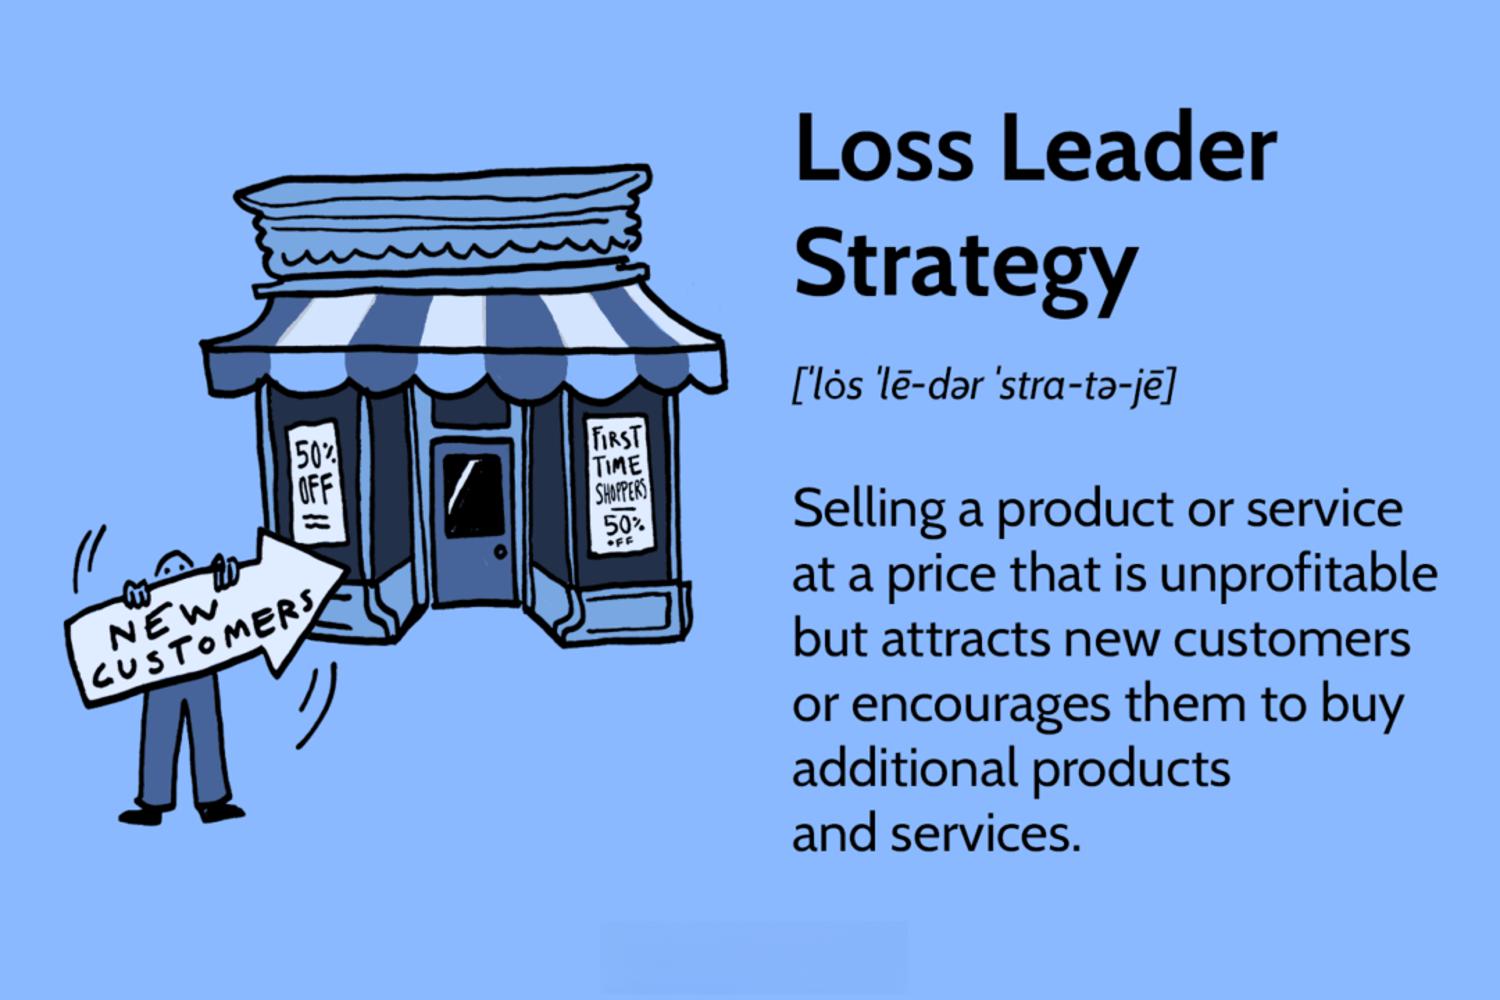 Loss Leader
Strategy
[ˈlȯs ˈlē-dər ˈstra-tə-jē]
Selling a product or service
at a price that is unprofitable
but attracts new customers
or encourages them to buy
additional products
and services.
50%
OFF
FIRST
TIME
SHOPPERS
50%
OFF
NEW
CUSTOMERS